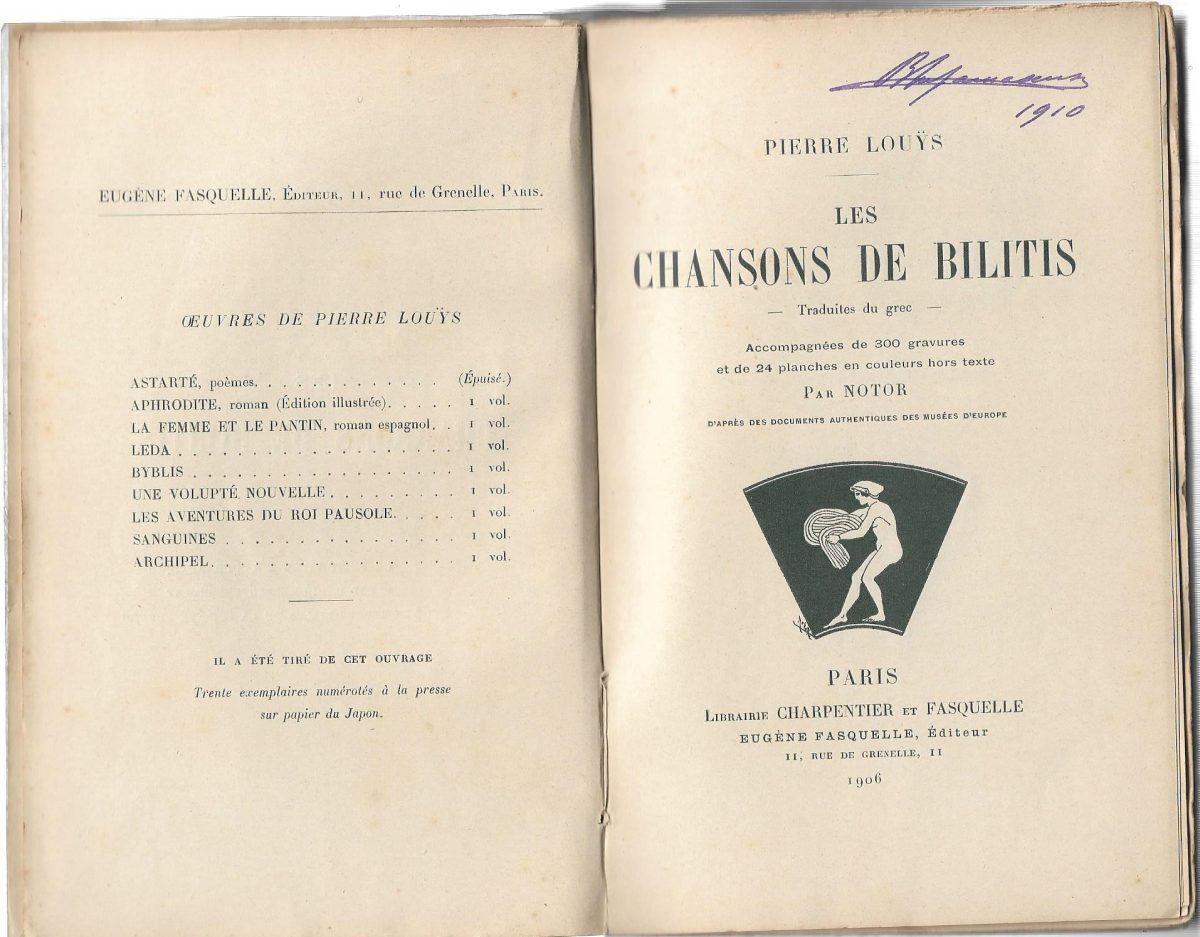 EUGÈNE FASQUELLE, ÉDITEUR, 11, rue de Grenelle, PARIS.
ŒUVRES DE PIERRE LOUŸS
ASTARTÉ, poèmes. . . . . . . . . . . . . (Épuisé.)
APHRODITE, roman (Édition illustrée). . . . . 1 vol.
LA FEMME ET LE PANTIN, roman espagnol. . 1 vol.
LEDA . . . . . . . . . . . . . . . . . . . 1 vol.
BYBLIS . . . . . . . . . . . . . . . . . . 1 vol.
UNE VOLUPTÉ NOUVELLE . . . . . . . . . 1 vol.
LES AVENTURES DU ROI PAUSOLE. . . . . 1 vol.
SANGUINES . . . . . . . . . . . . . . . . 1 vol.
ARCHIPEL. . . . . . . . . . . . . . . . . 1 vol.
IL A ÉTÉ TIRÉ DE CET OUVRAGE
Trente exemplaires numérotés à la presse
sur papier du Japon.
1910
PIERRE LOUŸS
LES
CHANSONS DE BILITIS
— Traduites du grec —
Accompagnées de 300 gravures
et de 24 planches en couleurs hors texte
PAR NOTOR
D'APRÈS DES DOCUMENTS AUTHENTIQUES DES MUSÉES D'EUROPE
PARIS
LIBRAIRIE CHARPENTIER ET FASQUELLE
EUGÈNE FASQUELLE, Éditeur
11, RUE DE GRENELLE, 11
1906